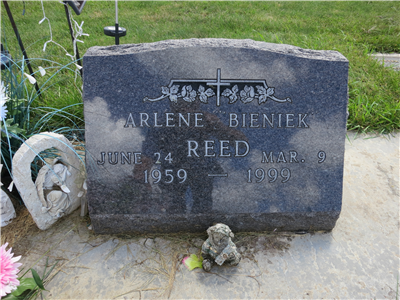 ARLENE "BIENIEK"
JUNE 24 REED MAR. 9
1959 — 1999